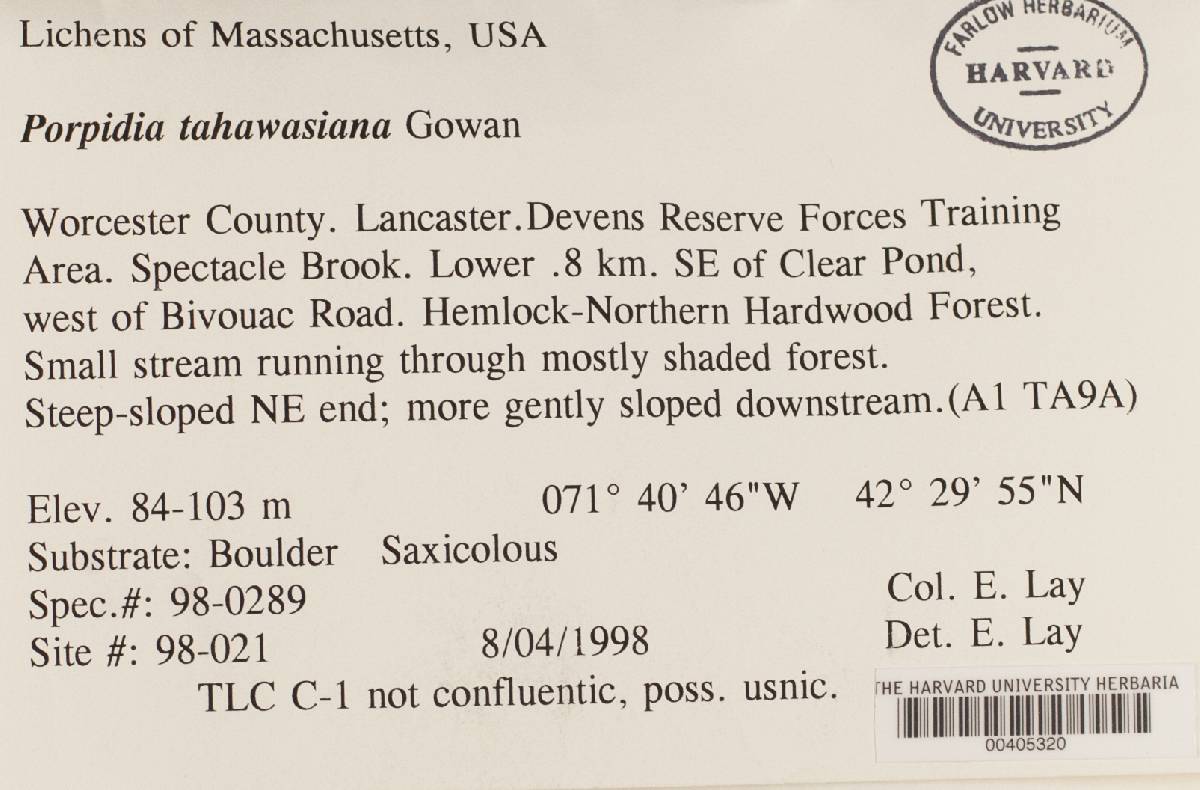 Lichens of Massachusetts, USA
FARLOW HERBARIUM
HARVARD
UNIVERSITY
Porpidia tahawasiana Gowan
Worcester County. Lancaster.Devens Reserve Forces Training
Area. Spectacle Brook. Lower .8 km. SE of Clear Pond,
west of Bivouac Road. Hemlock-Northern Hardwood Forest.
Small stream running through mostly shaded forest.
Steep-sloped NE end; more gently sloped downstream.(A1 TA9A)
Elev. 84-103 m 071° 40’ 46"W 42° 29’ 55"N
Substrate: Boulder Saxicolous
Spec.#: 98-0289 Col. E. Lay
Site #: 98-021 8/04/1998 Det. E. Lay
TLC C-1 not confluentic, poss. usnic.
THE HARVARD UNIVERSITY HERBARIA
00405320